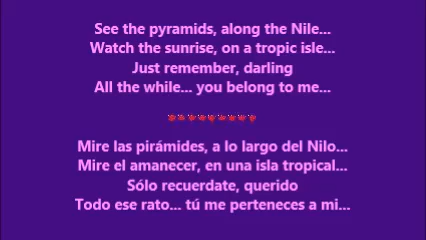 See the pyramids, along the Nile...
Watch the sunrise, on a tropic isle...
Just remember, darling
All the while... you belong to me...
Mire las pirámides, a lo largo del Nilo...
Mire el amanecer, en una isla tropical...
Sólo recuerdate, querido
Todo ese rato... tú me perteneces a mi...